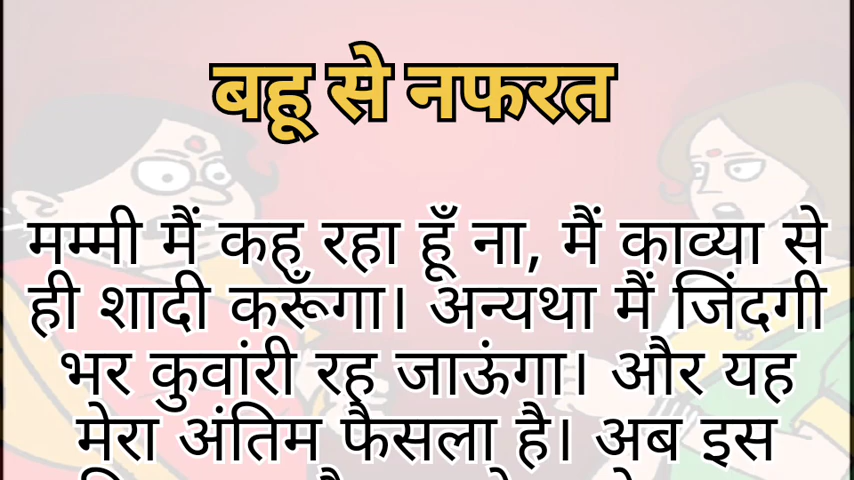 बहू से नफरत
मम्मी मैं कह रहा हूँ ना, मैं काव्या से
ही शादी करूँगा। अन्यथा मैं जिंदगी
भर कुवांरी रह जाऊंगा। और यह
मेरा अंतिम फैसला है। अब इस